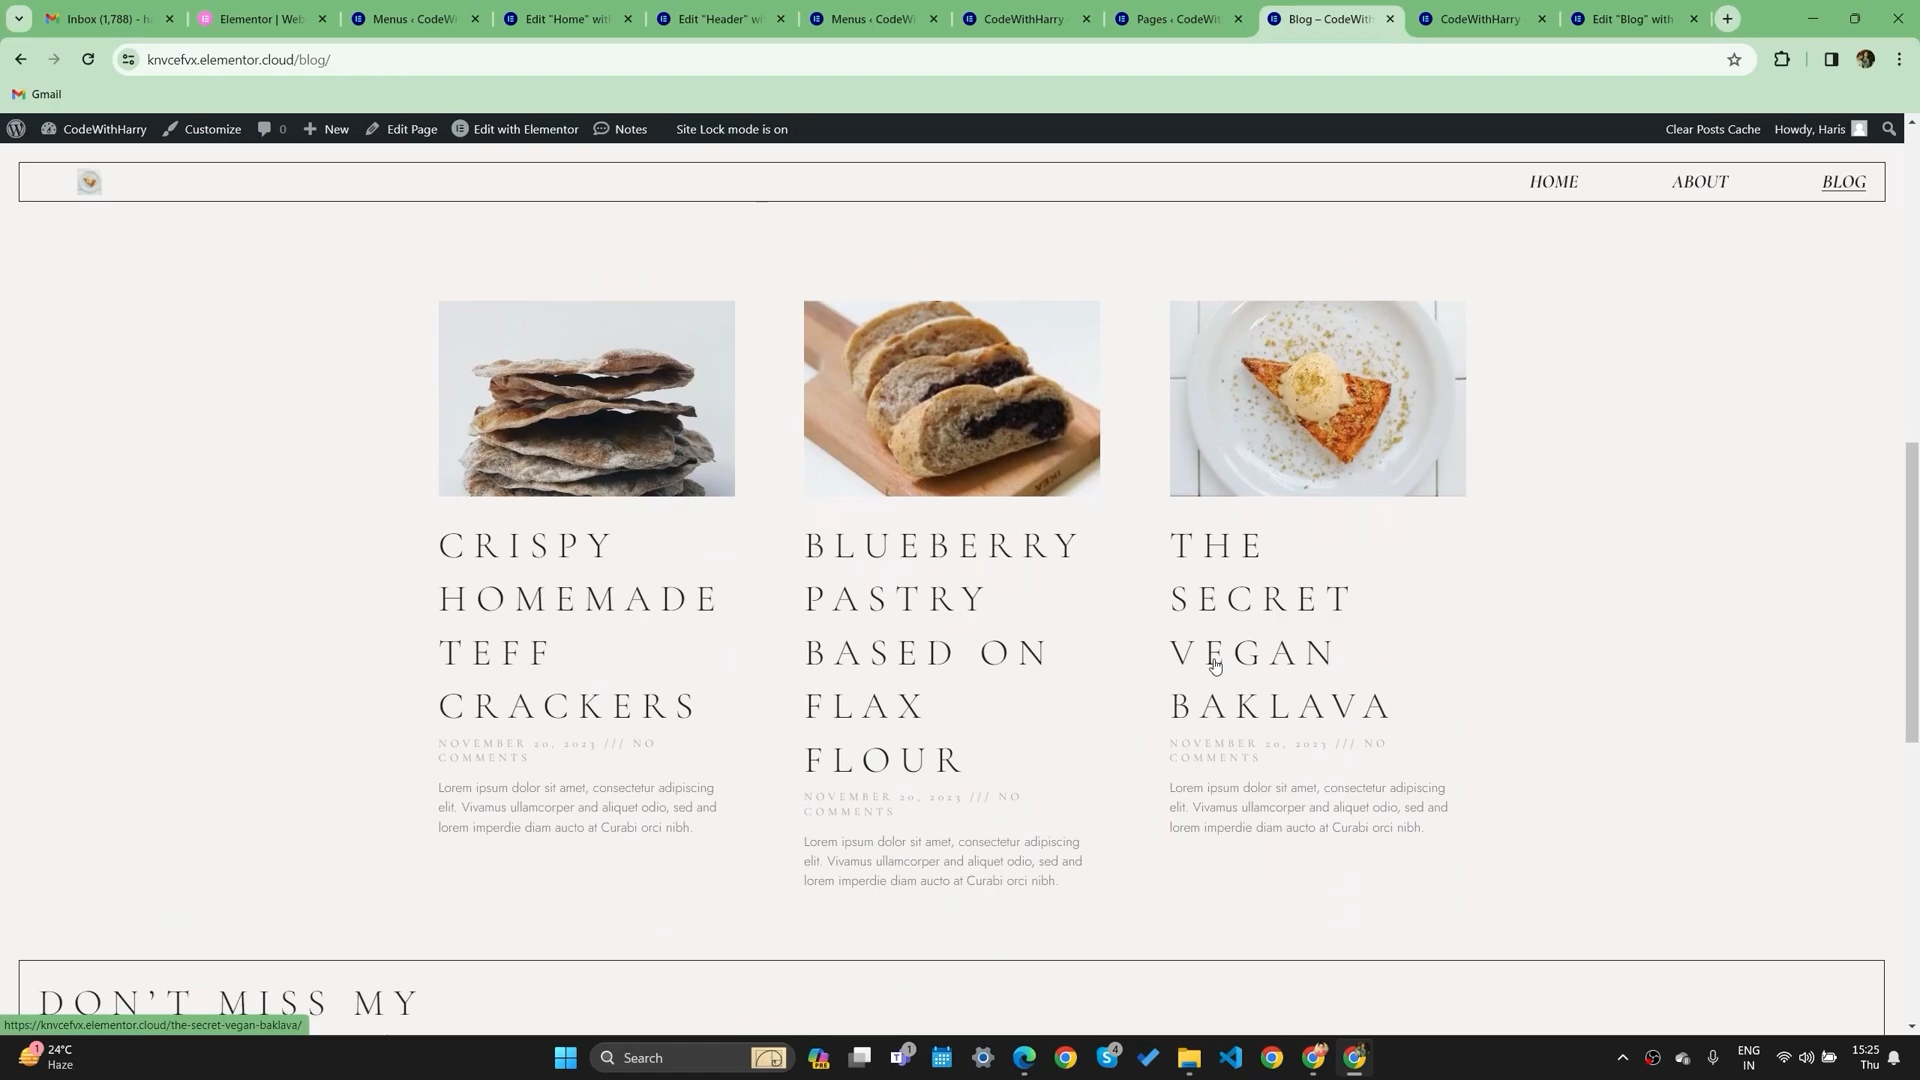 Inbox (1,788) - h
Elementor | Web
Menus ‹ CodeWi
Edit "Home" wit
Edit "Header" wi
Menus ‹ CodeWi
CodeWithHarry
Pages ‹ CodeWit
Blog – CodeWith
CodeWithHarry
Edit "Blog" with
knvcefvx.elementor.cloud/blog/
Gmail
CodeWithHarry
Customize
0
New
Edit Page
Edit with Elementor
Notes
Site Lock mode is on
Clear Posts Cache
Howdy, Haris
HOME
ABOUT
BLOG
CRISPY
HOMEMADE
TEFF
CRACKERS
NOVEMBER 20, 2023 /// NO
COMMENTS
Lorem ipsum dolor sit amet, consectetur adipiscing
elit. Vivamus ullamcorper and aliquet odio, sed and
lorem imperdie diam aucto at Curabi orci nibh.
IKEA
BLUEBERRY
PASTRY
BASED ON
FLAX
FLOUR
NOVEMBER 20, 2023 /// NO
COMMENTS
Lorem ipsum dolor sit amet, consectetur adipiscing
elit. Vivamus ullamcorper and aliquet odio, sed and
lorem imperdie diam aucto at Curabi orci nibh.
THE
SECRET
VEGAN
BAKLAVA
NOVEMBER 20, 2023 /// NO
COMMENTS
Lorem ipsum dolor sit amet, consectetur adipiscing
elit. Vivamus ullamcorper and aliquet odio, sed and
lorem imperdie diam aucto at Curabi orci nibh.
DON'T MISS MY
https://knvcefvx.elementor.cloud/the-secret-vegan-baklava/
1
24°C
Haze
Search
PRE
1
4
ENG
IN
15:25
Thu